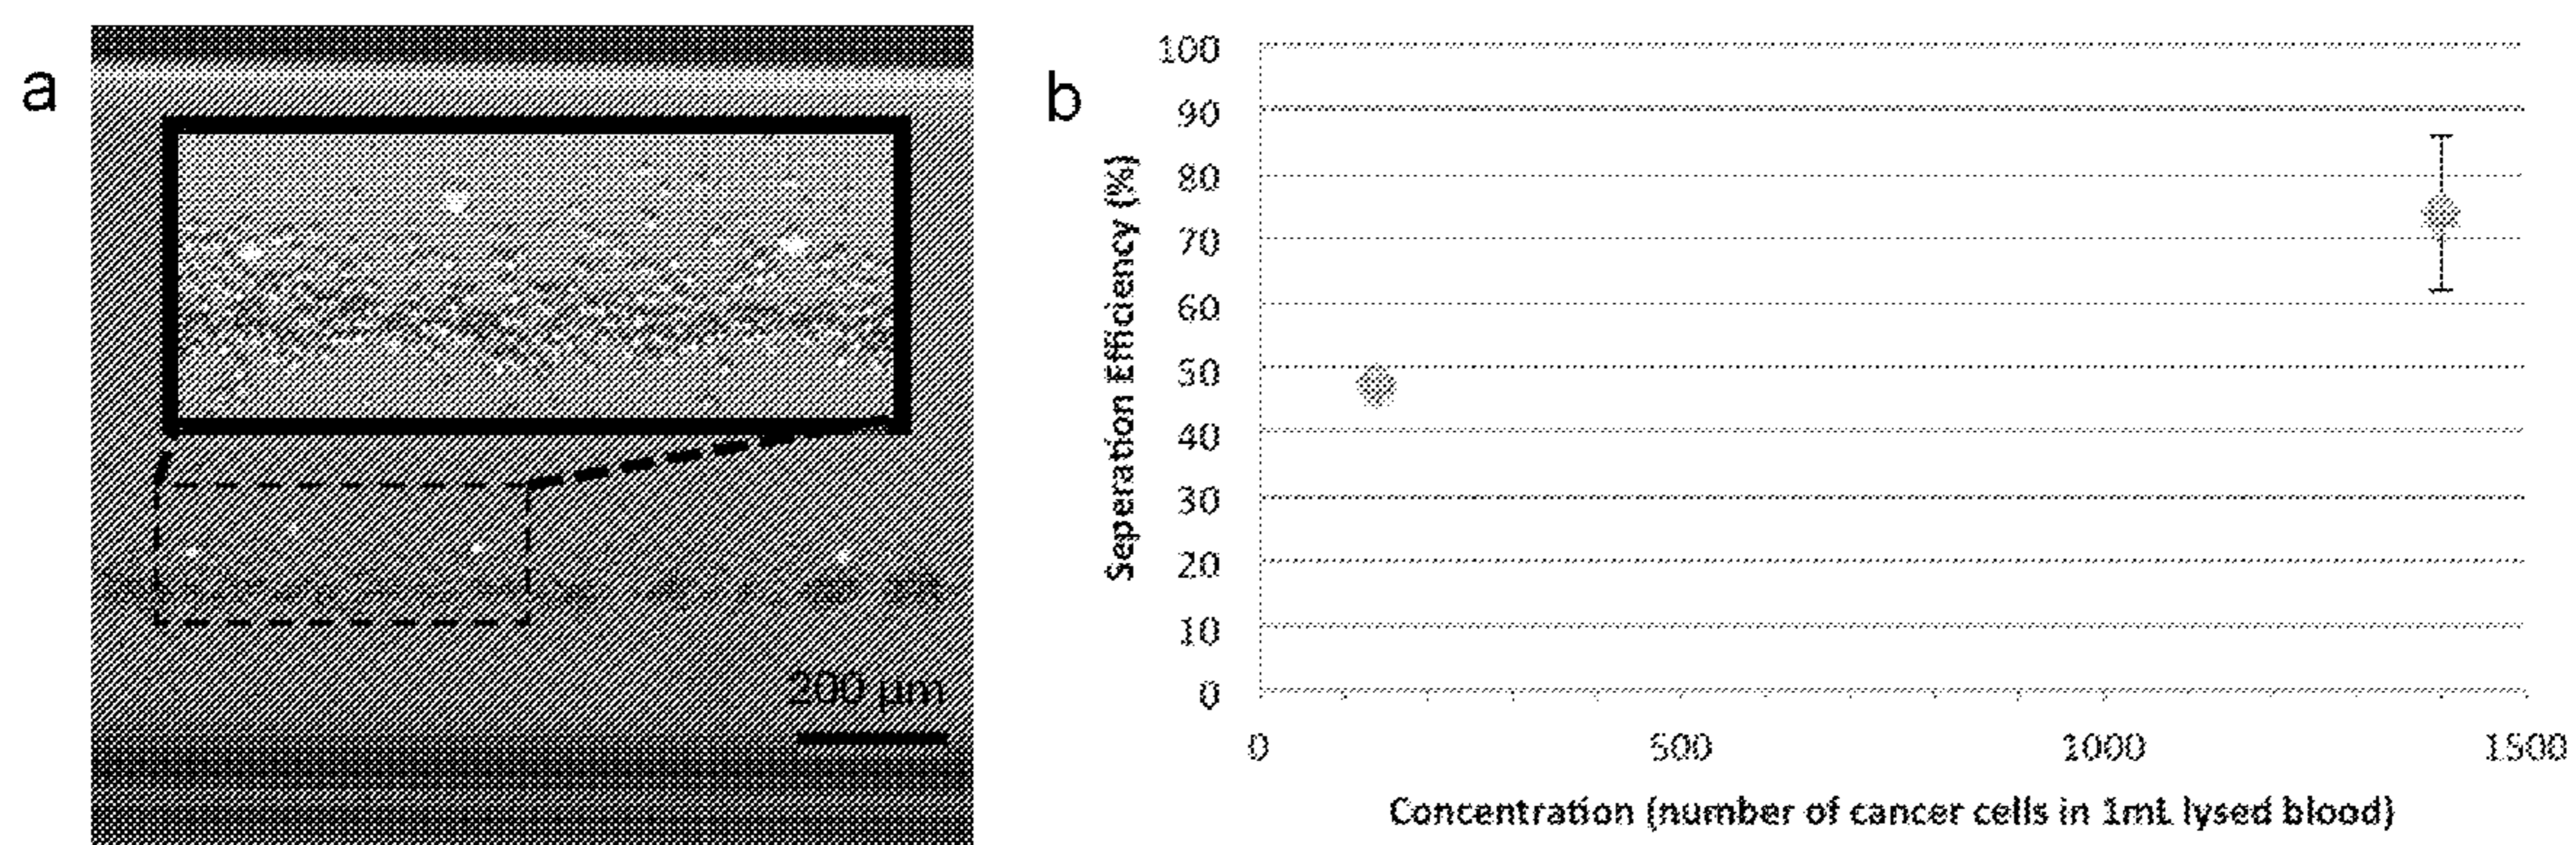 a
200 μm
b
Seperation Efficiency (%)
100
90
80
70
60
50
40
30
20
10
0
0 500 1000 1500
Concentration (number of cancer cells in 1mL lysed blood)